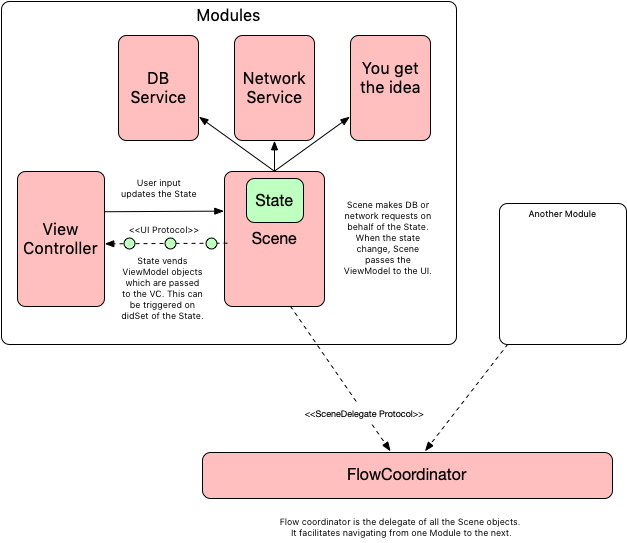 Modules
DB
Service
Network
Service
You get
the idea
User input
updates the State
State
<<UI Protocol>>
View
Controller
Scene
State vends
ViewModel objects
which are passed
to the VC. This can
be triggered on
didSet of the State.
Scene makes DB or
network requests on
behalf of the State.
When the state
change, Scene
passes the
ViewModel to the UI.
Another Module
<<SceneDelegate Protocol>>
FlowCoordinator
Flow coordinator is the delegate of all the Scene objects.
It facilitates navigating from one Module to the next.